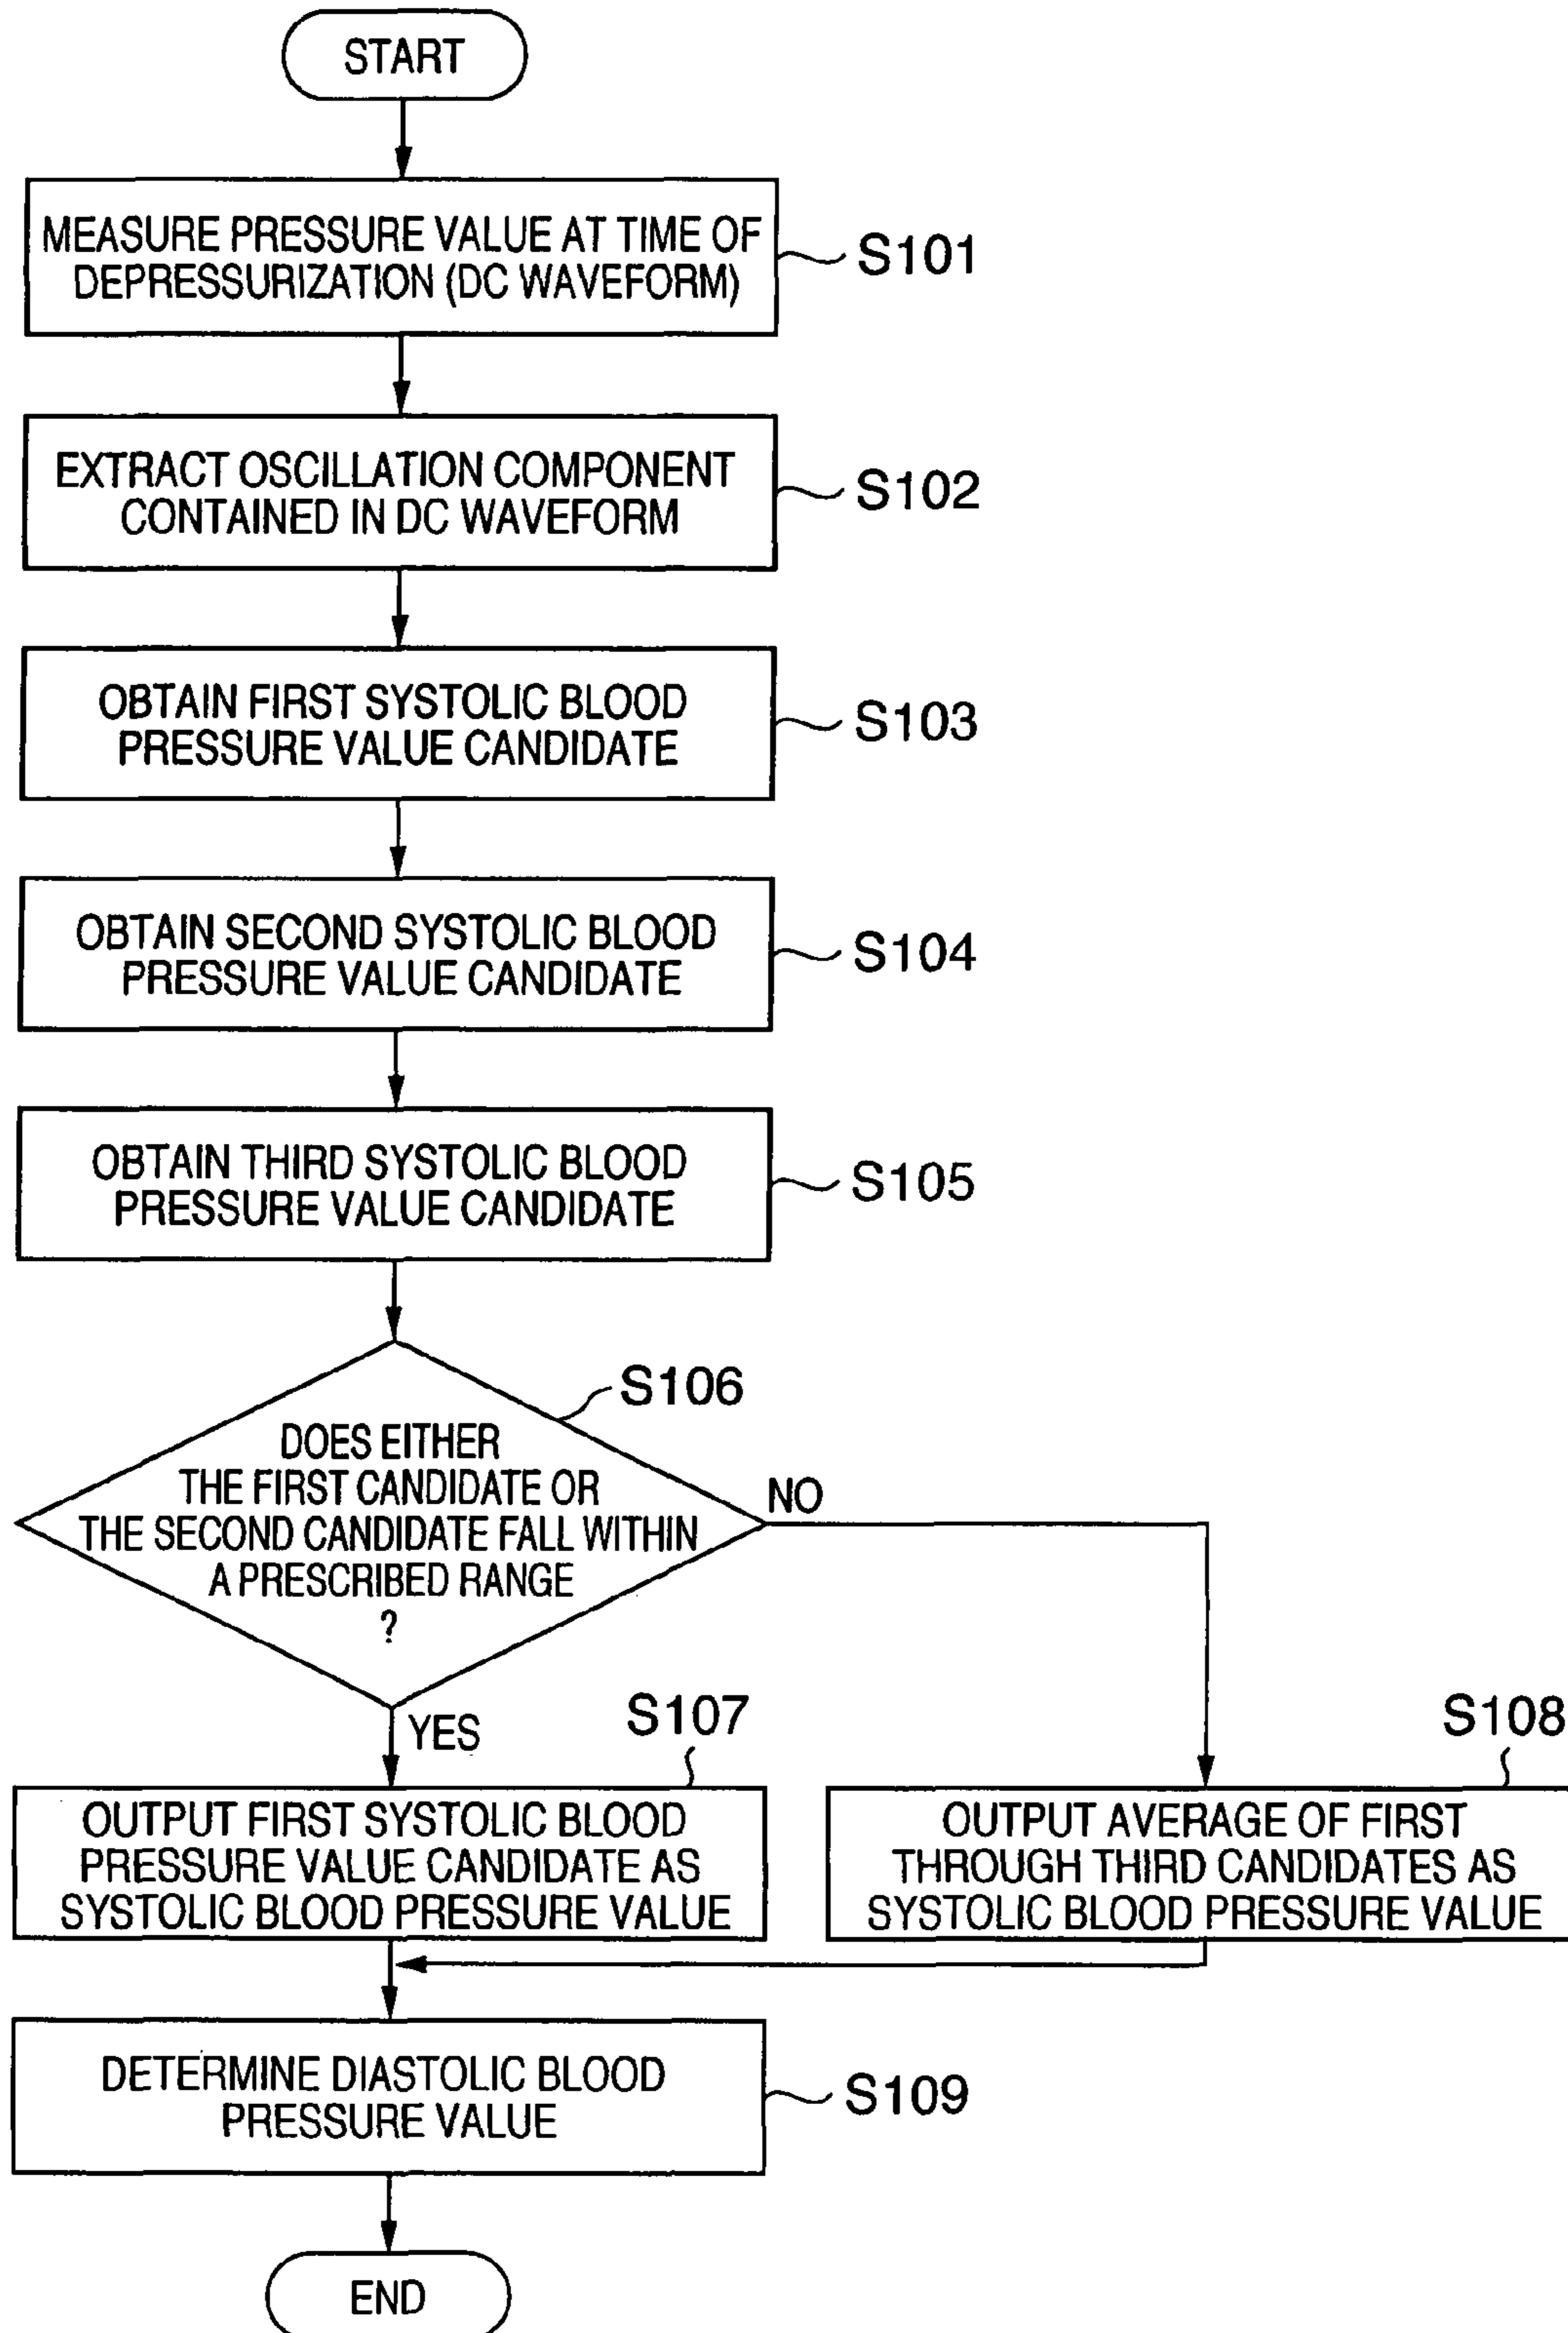 START
MEASURE PRESSURE VALUE AT TIME OF
DEPRESSURIZATION (DC WAVEFORM)
S101
EXTRACT OSCILLATION COMPONENT
CONTAINED IN DC WAVEFORM
S102
OBTAIN FIRST SYSTOLIC BLOOD
PRESSURE VALUE CANDIDATE
S103
OBTAIN SECOND SYSTOLIC BLOOD
PRESSURE VALUE CANDIDATE
S104
OBTAIN THIRD SYSTOLIC BLOOD
PRESSURE VALUE CANDIDATE
S105
S106
DOES EITHER
THE FIRST CANDIDATE OR
THE SECOND CANDIDATE FALL WITHIN
A PRESCRIBED RANGE
?
NO
YES
S107
OUTPUT FIRST SYSTOLIC BLOOD
PRESSURE VALUE CANDIDATE AS
SYSTOLIC BLOOD PRESSURE VALUE
S108
OUTPUT AVERAGE OF FIRST
THROUGH THIRD CANDIDATES AS
SYSTOLIC BLOOD PRESSURE VALUE
DETERMINE DIASTOLIC BLOOD
PRESSURE VALUE
S109
END